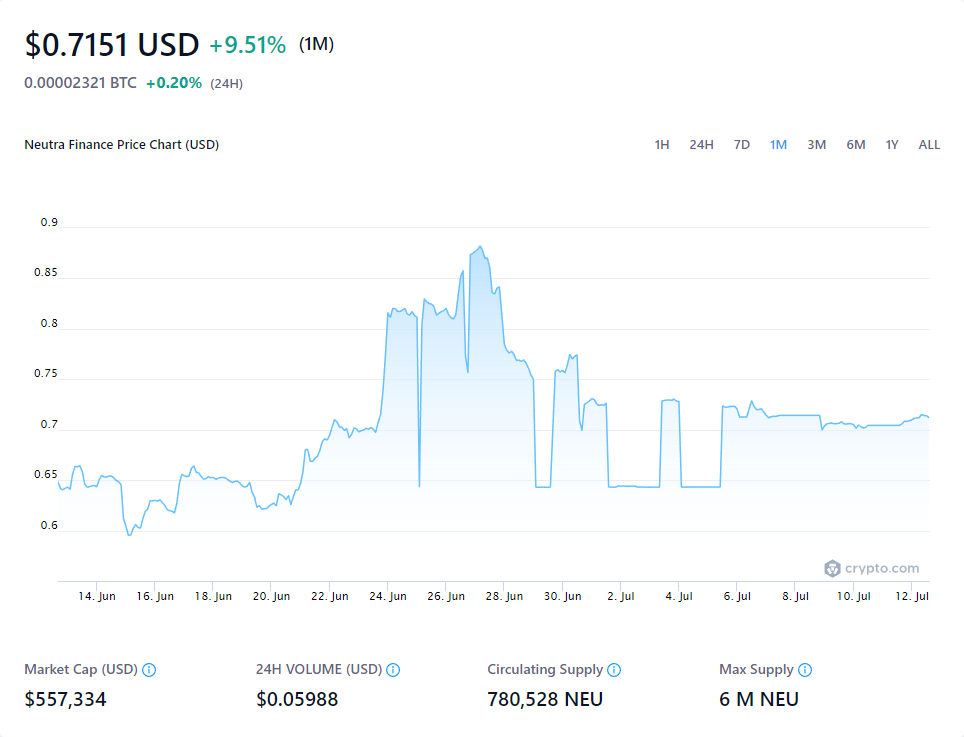 $0.7151 USD +9.51% (1M)
0.00002321 BTC +0.20% (24H)
Neutra Finance Price Chart (USD) 1H 24H 7D 1M 3M 6M 1Y ALL
0.9
0.85
0.8
0.75
0.7
0.65
0.6
crypto.com
14. Jun 16. Jun 18. Jun 20. Jun 22. Jun 24. Jun 26. Jun 28. Jun 30. Jun 2. Jul 4. Jul 6. Jul 8. Jul 10. Jul 12. Jul
Market Cap (USD) 24H VOLUME (USD) Circulating Supply Max Supply
$557,334 $0.05988 780,528 NEU 6 M NEU